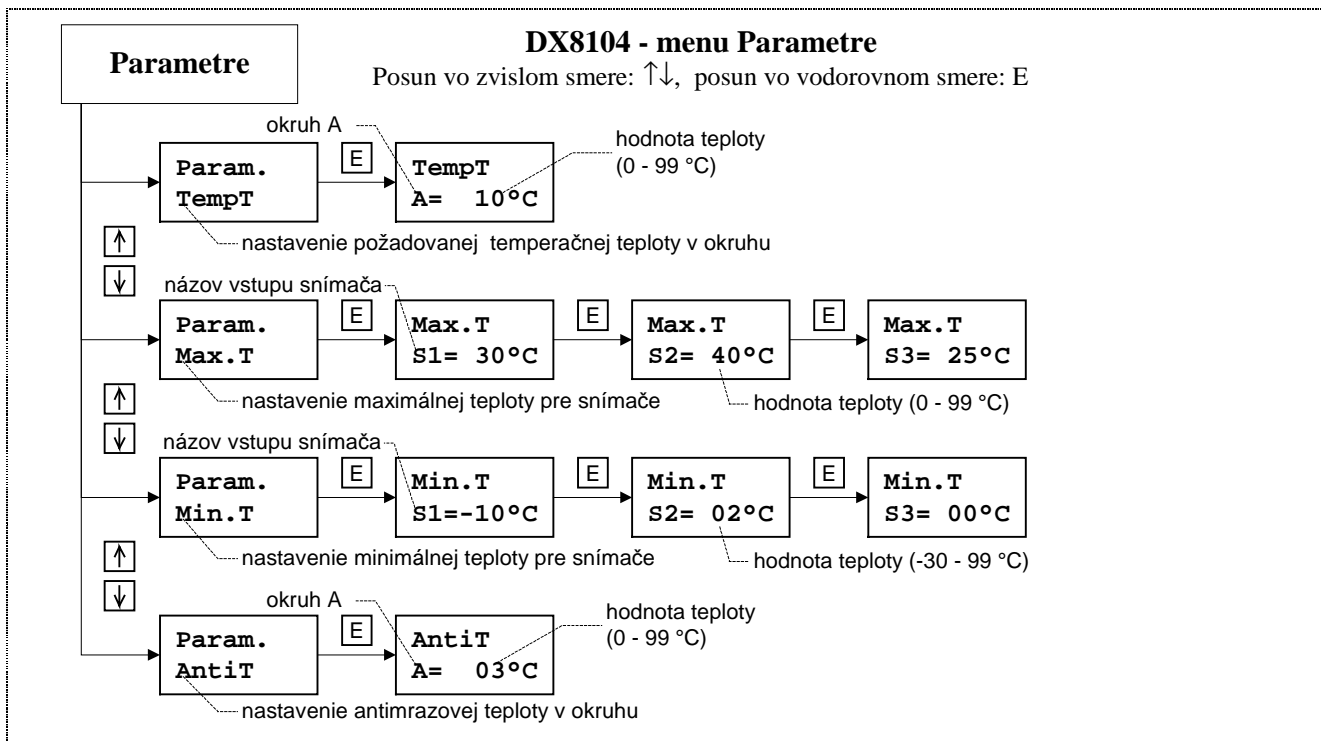 Parametre
DX8104 - menu Parametre
Posun vo zvislom smere: ↑↓, posun vo vodorovnom smere: E
okruh A
hodnota teploty
(0 - 99 °C)
Param.
TempT
E
TempT
A= 10°C
nastavenie požadovanej temperačnej teploty v okruhu
↑
↓
názov vstupu snímača
Param.
Max.T
E
Max.T
S1= 30°C
E
Max.T
S2= 40°C
E
Max.T
S3= 25°C
nastavenie maximálnej teploty pre snímače
hodnota teploty (0 - 99 °C)
↑
↓
názov vstupu snímača
Param.
Min.T
E
Min.T
S1=-10°C
E
Min.T
S2= 02°C
E
Min.T
S3= 00°C
nastavenie minimálnej teploty pre snímače
hodnota teploty (-30 - 99 °C)
↑
↓
okruh A
hodnota teploty
(0 - 99 °C)
Param.
AntiT
E
AntiT
A= 03°C
nastavenie antimrazovej teploty v okruhu